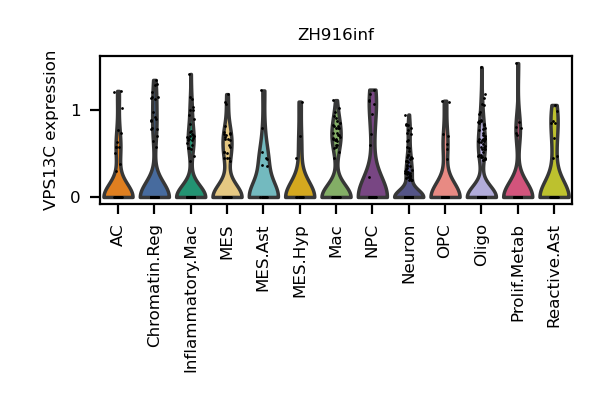 ZH916inf
VPS13C expression
1
0
AC
Chromatin.Reg
Inflammatory.Mac
MES
MES.Ast
MES.Hyp
Mac
NPC
Neuron
OPC
Oligo
Prolif.Metab
Reactive.Ast